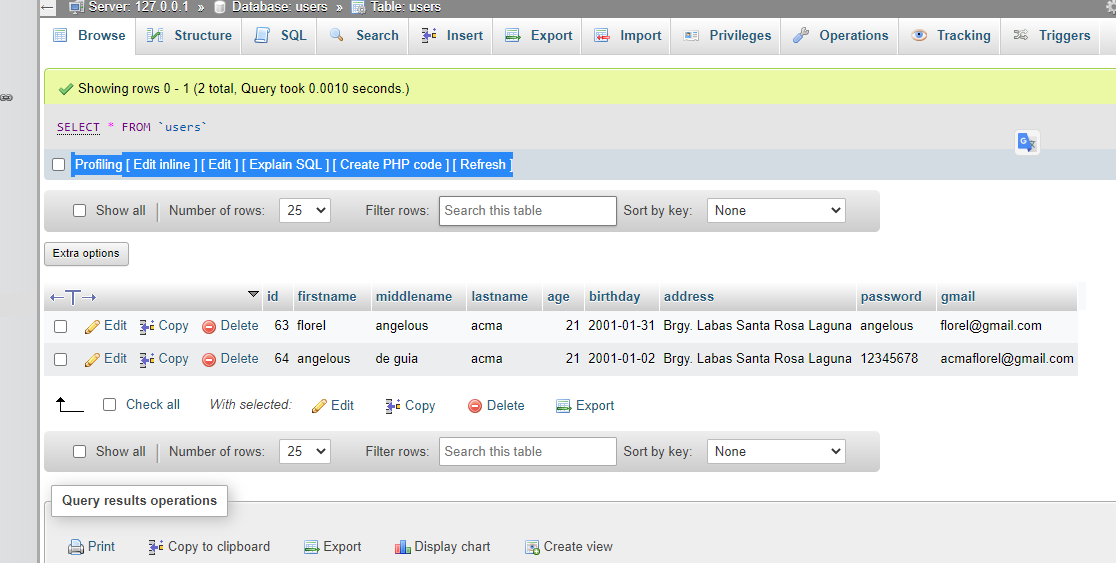 Server: 127.0.0.1 » Database: users » Table: users
Browse Structure SQL Search Insert Export Import Privileges Operations Tracking Triggers
Showing rows 0 - 1 (2 total, Query took 0.0010 seconds.)
SELECT * FROM `users`
Profiling [ Edit inline ] [ Edit ] [ Explain SQL ] [ Create PHP code ] [ Refresh ]
Show all Number of rows: 25 Filter rows: Search this table Sort by key: None
Extra options
id firstname middlename lastname age birthday address password gmail
Edit Copy Delete 63 florel angelous acma 21 2001-01-31 Brgy. Labas Santa Rosa Laguna angelous florel@gmail.com
Edit Copy Delete 64 angelous de guia acma 21 2001-01-02 Brgy. Labas Santa Rosa Laguna 12345678 acmaflorel@gmail.com
Check all With selected: Edit Copy Delete Export
Show all Number of rows: 25 Filter rows: Search this table Sort by key: None
Query results operations
Print Copy to clipboard Export Display chart Create view